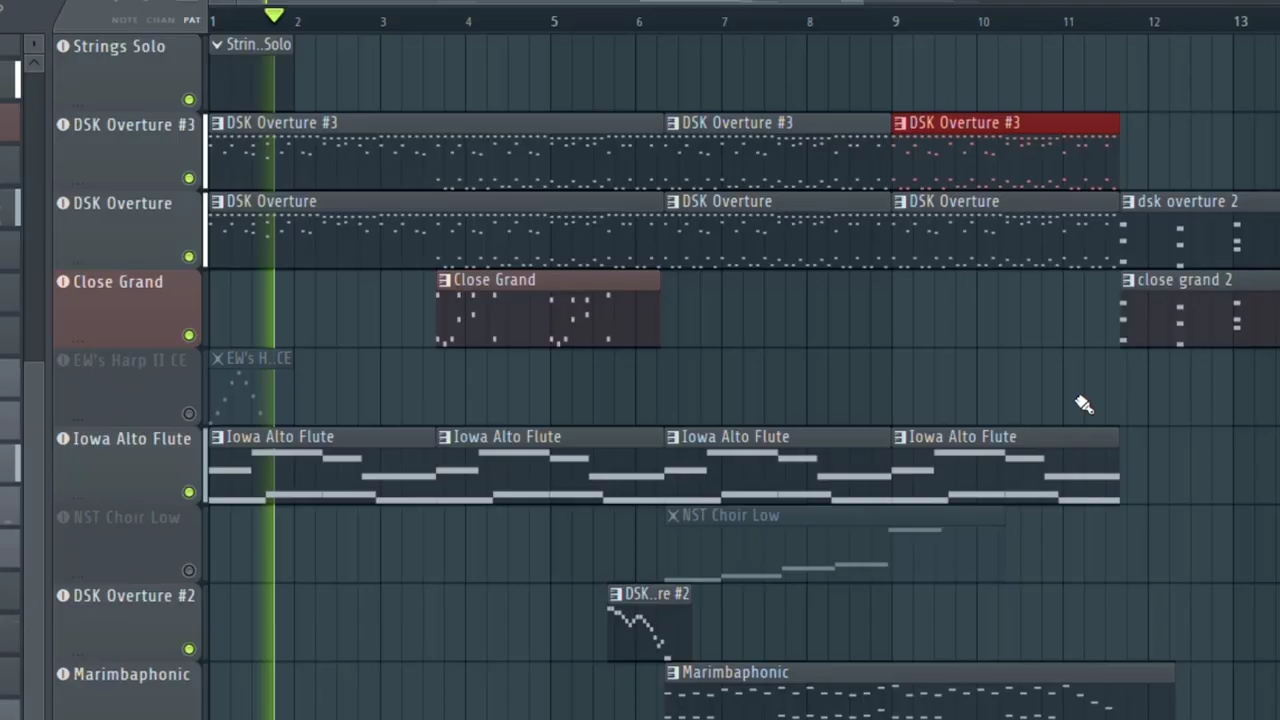 NOTE CHAN PAT
1 2 3 4 5 6 7 8 9 10 11 12 13
Strings Solo
Strin..Solo
DSK Overture #3
DSK Overture #3
DSK Overture #3
DSK Overture #3
DSK Overture
DSK Overture
DSK Overture
DSK Overture
dsk overture 2
Close Grand
Close Grand
close grand 2
EW's Harp II CE
EW's H..CE
Iowa Alto Flute
Iowa Alto Flute
Iowa Alto Flute
Iowa Alto Flute
Iowa Alto Flute
NST Choir Low
NST Choir Low
DSK Overture #2
DSK..re #2
Marimbaphonic
Marimbaphonic